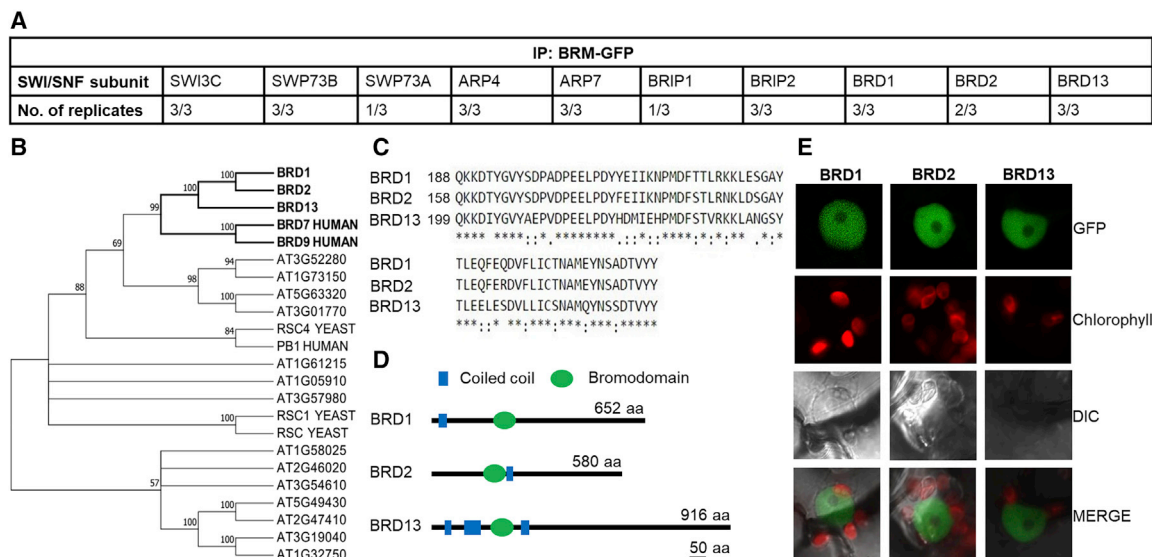 A
IP: BRM-GFP
SWI/SNF subunit SWI3C SWP73B SWP73A ARP4 ARP7 BRIP1 BRIP2 BRD1 BRD2 BRD13
No. of replicates 3/3 3/3 1/3 3/3 3/3 1/3 3/3 3/3 2/3 3/3
B
BRD1
100
BRD2
100
BRD13
99
BRD7 HUMAN
100
BRD9 HUMAN
69
AT3G52280
94
AT1G73150
98
AT5G63320
100
AT3G01770
88
RSC4 YEAST
84
PB1 HUMAN
AT1G61215
AT1G05910
AT3G57980
RSC1 YEAST
100
RSC YEAST
AT1G58025
AT2G46020
57
AT3G54610
AT5G49430
100
AT2G47410
100
AT3G19040
100
AT1G32750
C
BRD1 188 QKKDTYGVYSDPADPEELPDYYEIIKNPMDFTTLRKKLESGAY
BRD2 158 QKKDTYGVYSDPVDPEELPDYYEIIKNPMDFSTLRNKLDSGAY
BRD13 199 QKKDIYGVYAEPVDPEELPDYHDMIEHPMDFSTVRKKLANGSY
**** ****::*.********.::*::****:*:*:** .*:*
BRD1 TLEQFEQDVFLICTNAMEYNSADTVYY
BRD2 TLEQFEQDVFLICTNAMEYNSADTVYY
BRD13 TLEELESDVLLICSNAMQYNSSDTVYY
***::* **:***:***:***:*****
D
Coiled coil Bromodomain
BRD1 652 aa
BRD2 580 aa
BRD13 916 aa
50
E
BRD1 BRD2 BRD13
GFP
Chlorophyll
DIC
MERGE